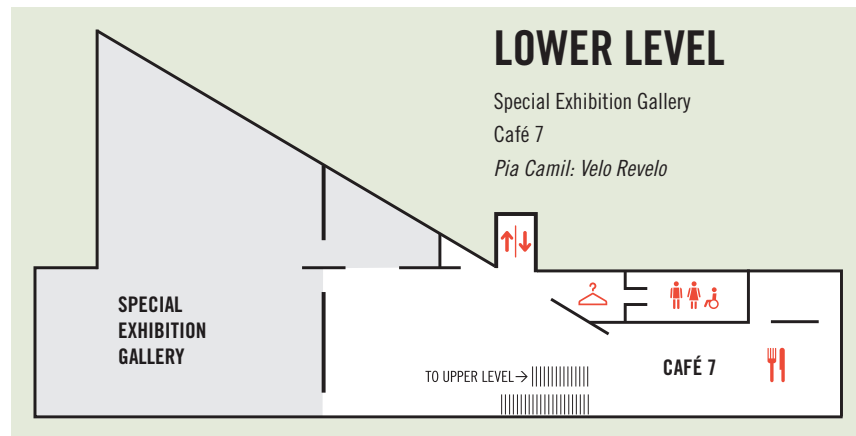 LOWER LEVEL
Special Exhibition Gallery
Café 7
Pia Camil: Velo Revelo
SPECIAL
EXHIBITION
GALLERY
TO UPPER LEVEL→
CAFÉ 7